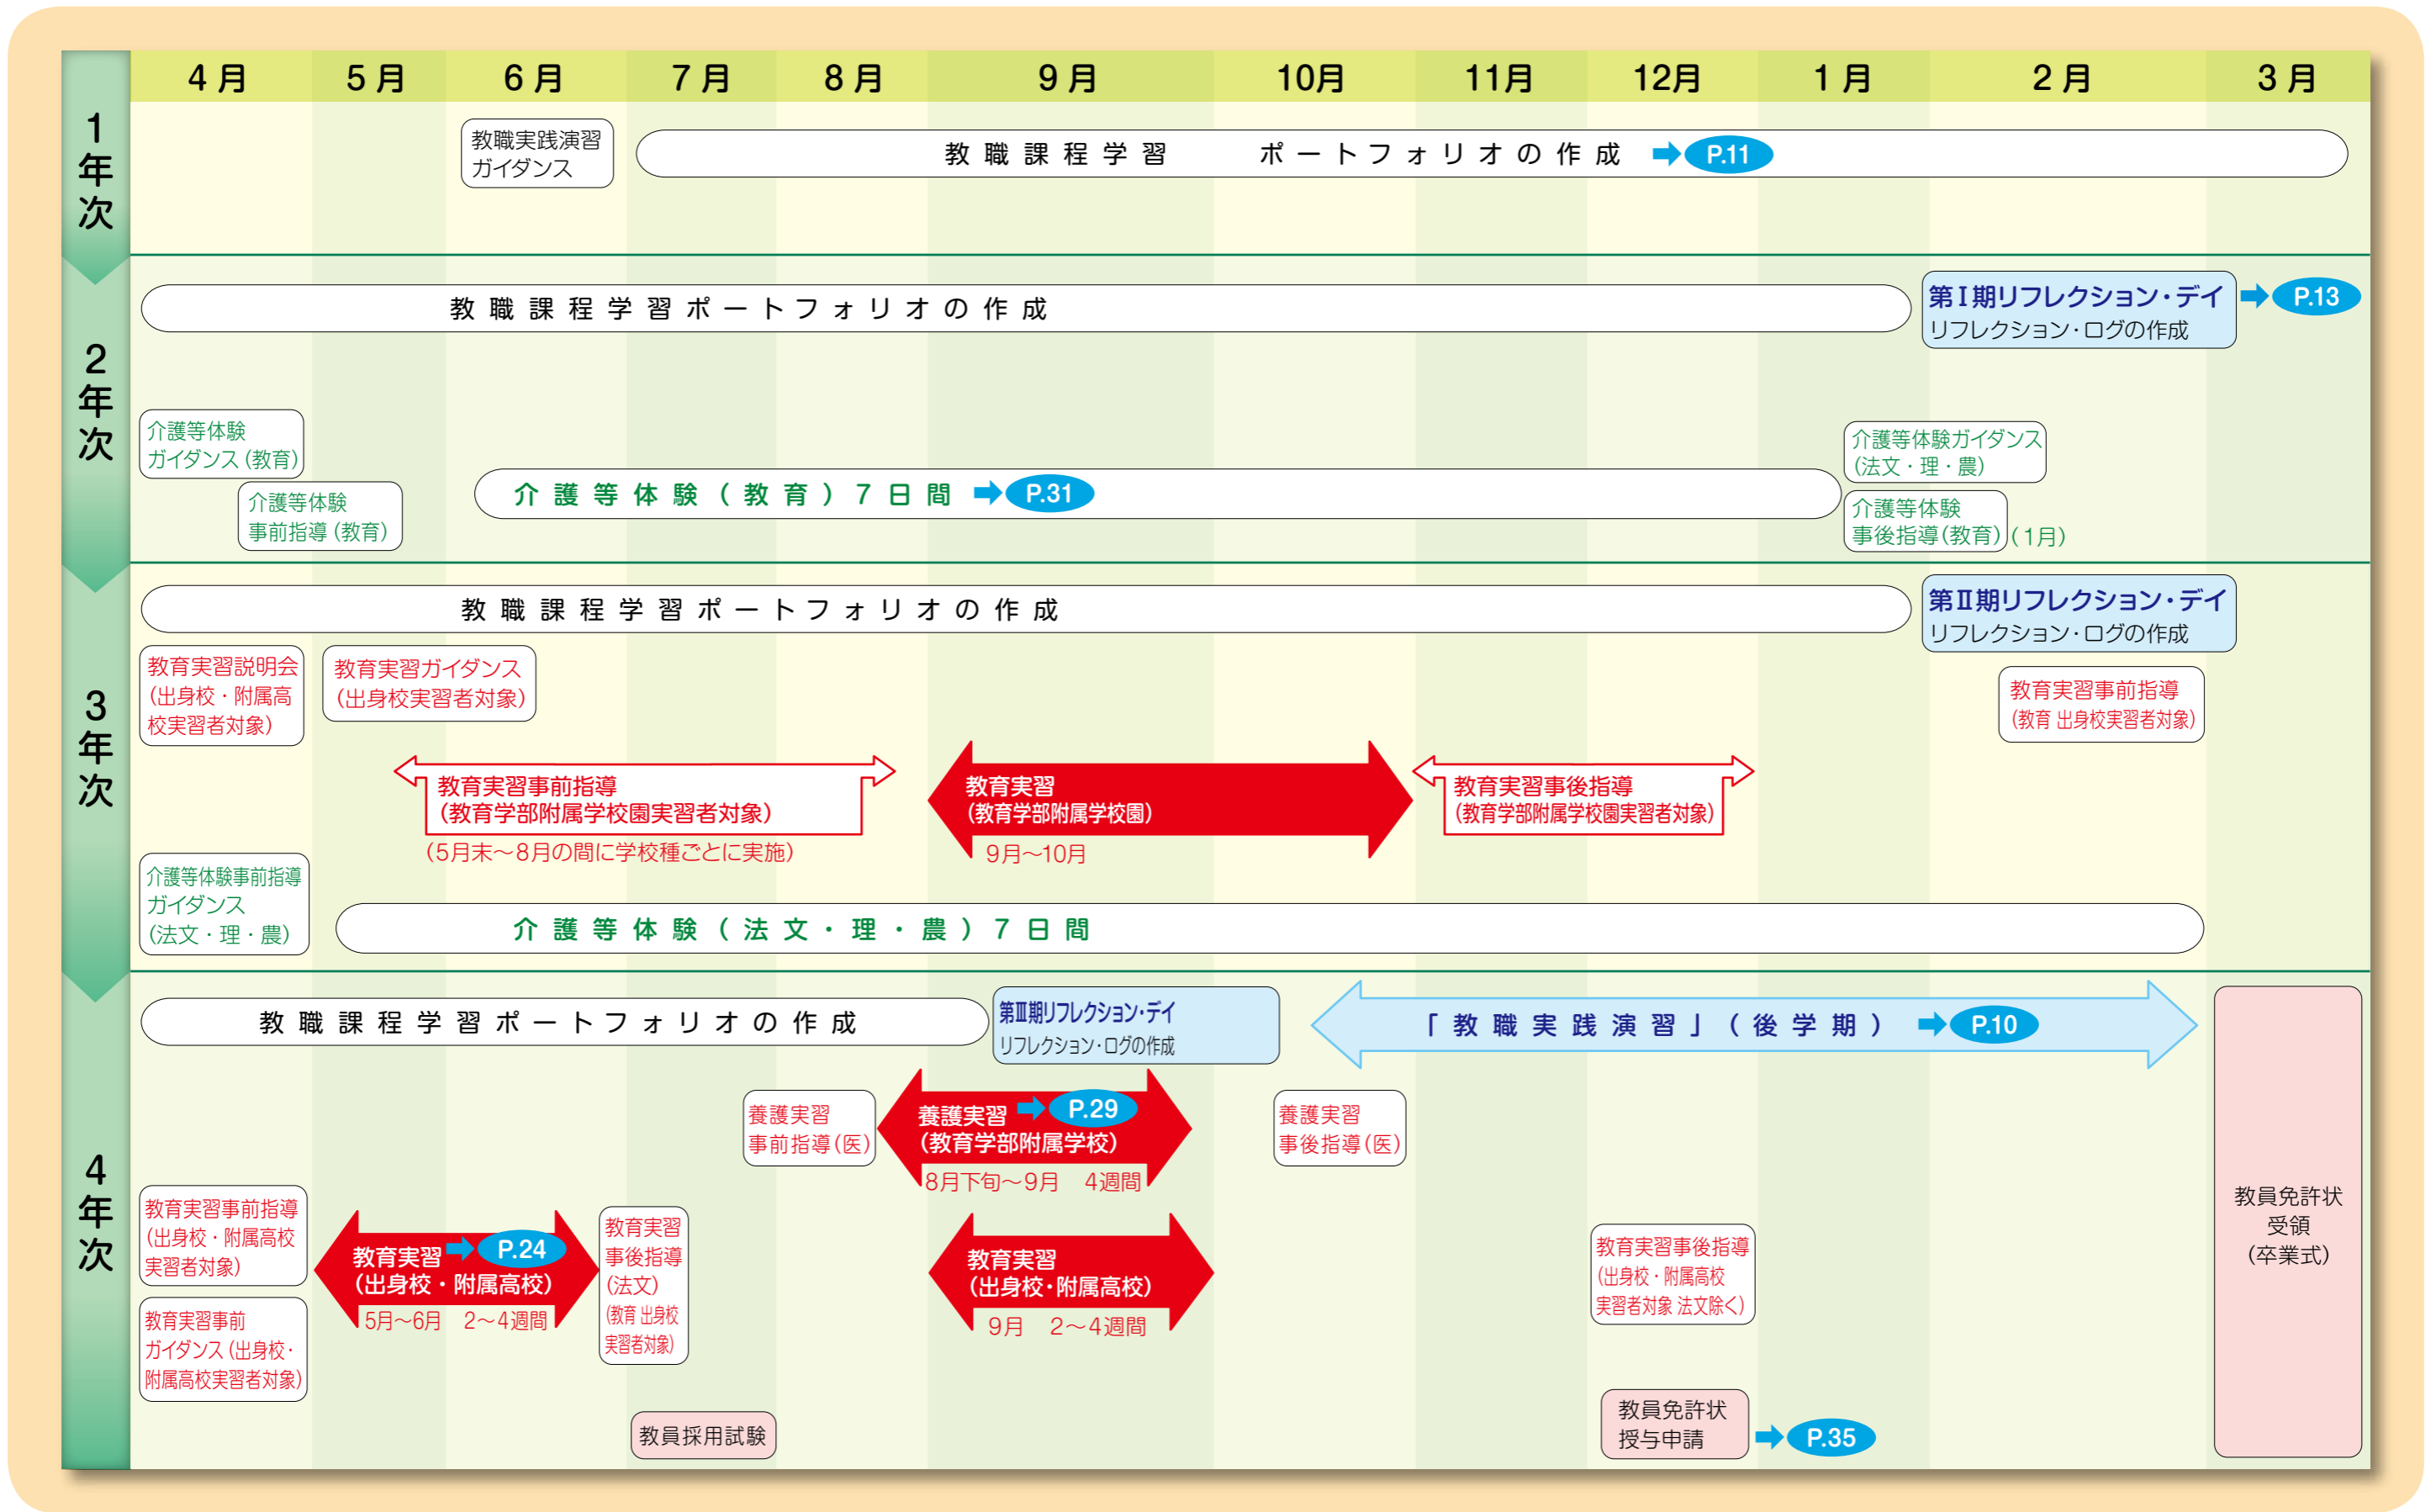 4月 5月 6月 7月 8月 9月 10月 11月 12月 1月 2月 3月
1年次
教職実践演習
ガイダンス
教職課程学習 ポートフォリオの作成 P.11
2年次
教職課程学習ポートフォリオの作成
第Ⅰ期リフレクション・デイ
リフレクション・ログの作成
P.13
介護等体験
ガイダンス(教育)
介護等体験
事前指導(教育)
介護等体験(教育)7日間 P.31
介護等体験ガイダンス
(法文・理・農)
介護等体験
事後指導(教育)(1月)
3年次
教職課程学習ポートフォリオの作成
第Ⅱ期リフレクション・デイ
リフレクション・ログの作成
教育実習説明会
(出身校・附属高
校実習者対象)
教育実習ガイダンス
(出身校実習者対象)
教育実習事前指導
(教育 出身校実習者対象)
教育実習事前指導
(教育学部附属学校園実習者対象)
(5月末~8月の間に学校種ごとに実施)
教育実習
(教育学部附属学校園)
9月~10月
教育実習事後指導
(教育学部附属学校園実習者対象)
介護等体験事前指導
ガイダンス
(法文・理・農)
介護等体験(法文・理・農)7日間
4年次
教職課程学習ポートフォリオの作成
第Ⅲ期リフレクション・デイ
リフレクション・ログの作成
「教職実践演習」(後学期) P.10
養護実習
事前指導(医)
養護実習 P.29
(教育学部附属学校)
8月下旬~9月 4週間
養護実習
事後指導(医)
教育実習事前指導
(出身校・附属高校
実習者対象)
教育実習事前
ガイダンス(出身校・
附属高校実習者対象)
教育実習 P.24
(出身校・附属高校)
5月~6月 2~4週間
教育実習
事後指導
(法文)
(教育 出身校
実習者対象)
教育実習
(出身校・附属高校)
9月 2~4週間
教育実習事後指導
(出身校・附属高校
実習者対象 法文除く)
教員採用試験
教員免許状
授与申請
P.35
教員免許状
受領
(卒業式)